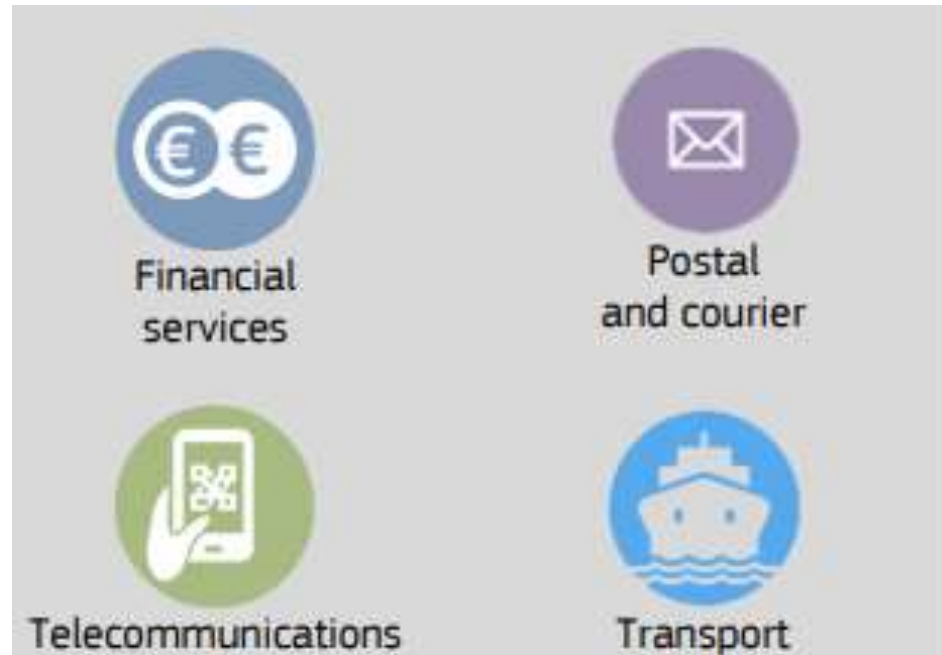 € €
Financial
services
Postal
and courier
Telecommunications
Transport